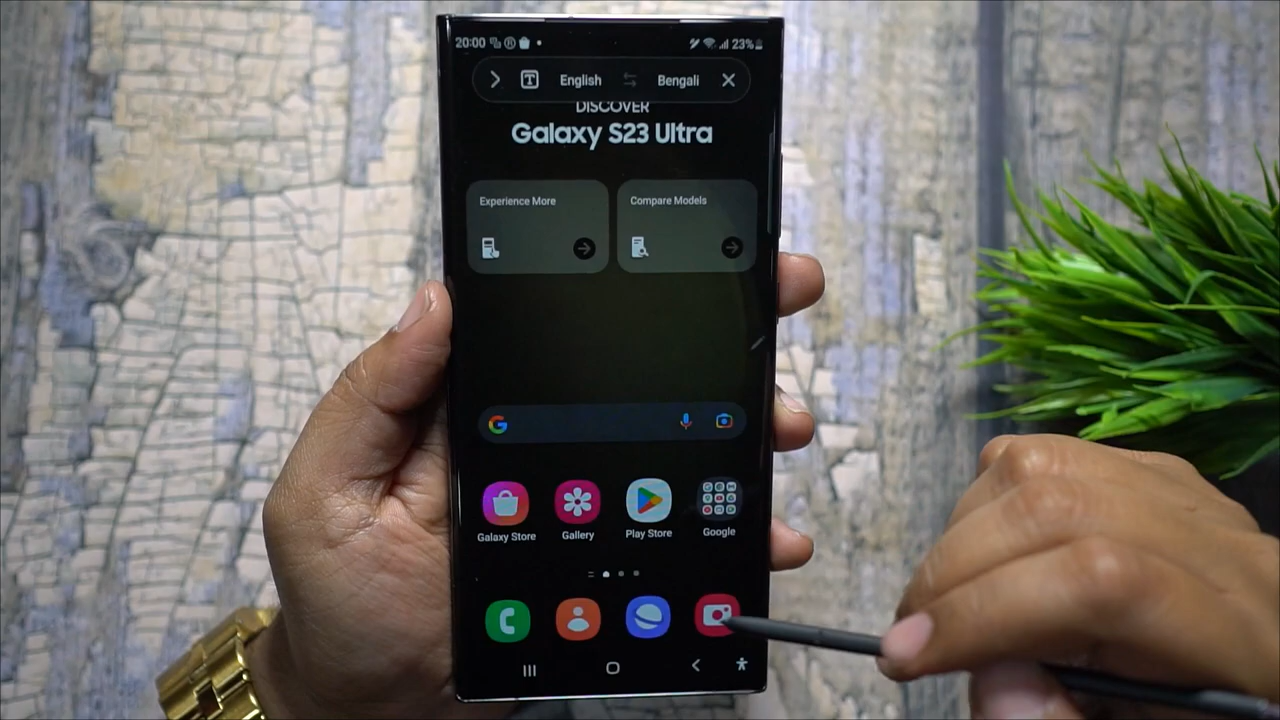 20:00 23%
T English Bengali
DISCOVER
Galaxy S23 Ultra
Experience More Compare Models
G
Galaxy Store Gallery Play Store Google